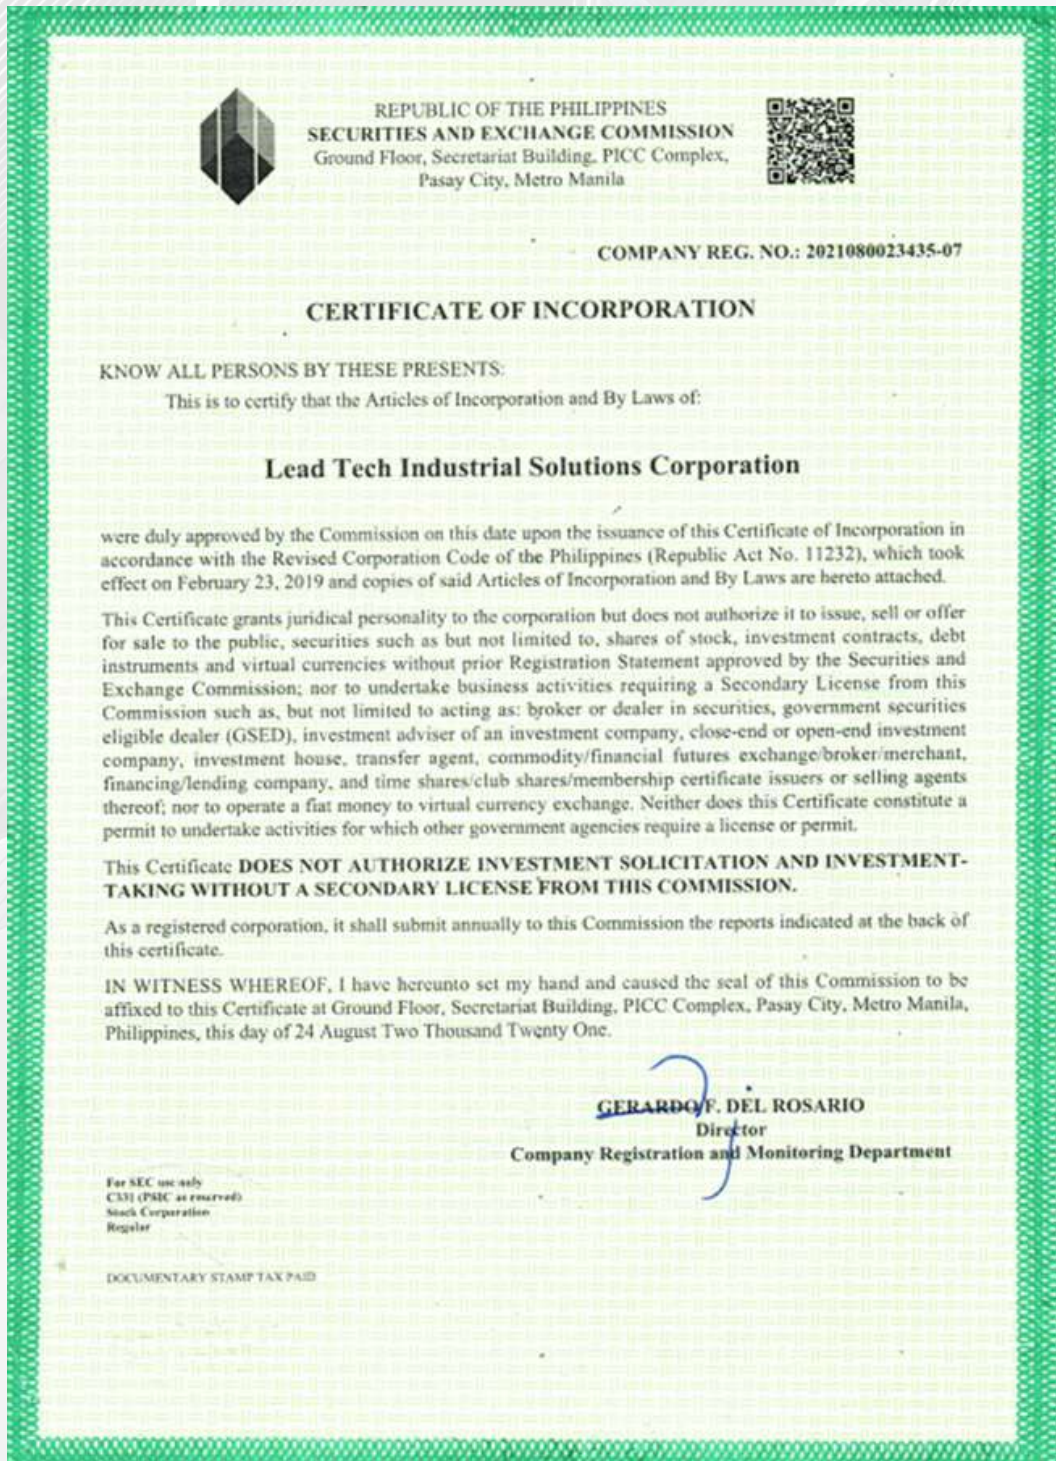 REPUBLIC OF THE PHILIPPINES
SECURITIES AND EXCHANGE COMMISSION
Ground Floor, Secretariat Building, PICC Complex,
Pasay City, Metro Manila
COMPANY REG. NO.: 2021080023435-07
CERTIFICATE OF INCORPORATION
KNOW ALL PERSONS BY THESE PRESENTS:
This is to certify that the Articles of Incorporation and By Laws of:
Lead Tech Industrial Solutions Corporation
were duly approved by the Commission on this date upon the issuance of this Certificate of Incorporation in
accordance with the Revised Corporation Code of the Philippines (Republic Act No. 11232), which took
effect on February 23, 2019 and copies of said Articles of Incorporation and By Laws are hereto attached.
This Certificate grants juridical personality to the corporation but does not authorize it to issue, sell or offer
for sale to the public, securities such as but not limited to, shares of stock, investment contracts, debt
instruments and virtual currencies without prior Registration Statement approved by the Securities and
Exchange Commission; nor to undertake business activities requiring a Secondary License from this
Commission such as, but not limited to acting as: broker or dealer in securities, government securities
eligible dealer (GSED), investment adviser of an investment company, close-end or open-end investment
company, investment house, transfer agent, commodity/financial futures exchange/broker/merchant,
financing/lending company, and time shares/club shares/membership certificate issuers or selling agents
thereof; nor to operate a fiat money to virtual currency exchange. Neither does this Certificate constitute a
permit to undertake activities for which other government agencies require a license or permit.
This Certificate DOES NOT AUTHORIZE INVESTMENT SOLICITATION AND INVESTMENT-
TAKING WITHOUT A SECONDARY LICENSE FROM THIS COMMISSION.
As a registered corporation, it shall submit annually to this Commission the reports indicated at the back of
this certificate.
IN WITNESS WHEREOF, I have hereunto set my hand and caused the seal of this Commission to be
affixed to this Certificate at Ground Floor, Secretariat Building, PICC Complex, Pasay City, Metro Manila,
Philippines, this day of 24 August Two Thousand Twenty One.
GERARDO F. DEL ROSARIO
Director
Company Registration and Monitoring Department
For SEC use only
C331 (PSIC as reserved)
Stock Corporation
Regular
DOCUMENTARY STAMP TAX PAID